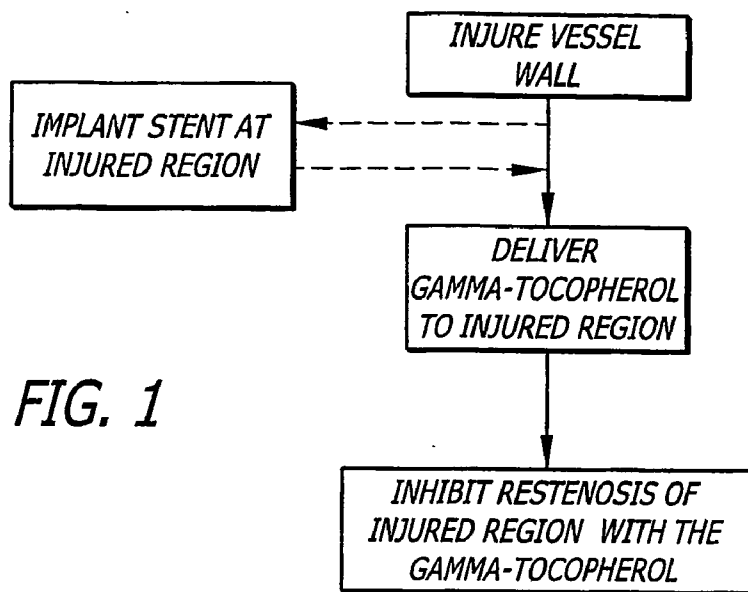 INJURE VESSEL
WALL
IMPLANT STENT AT
INJURED REGION
DELIVER
GAMMA-TOCOPHEROL
TO INJURED REGION
FIG. 1
INHIBIT RESTENOSIS OF
INJURED REGION WITH THE
GAMMA-TOCOPHEROL